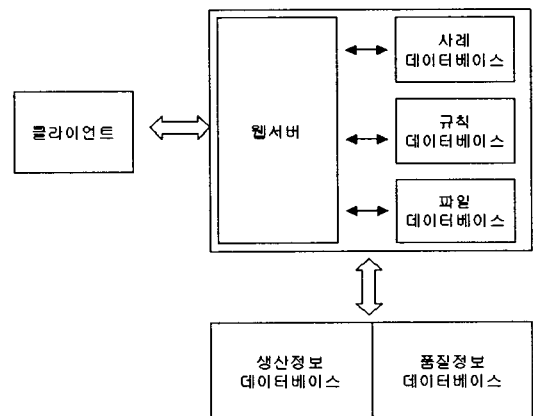 사례
데이터베이스
클라이언트
웹서버
규칙
데이터베이스
파일
데이터베이스
생산정보
데이터베이스
품질정보
데이터베이스